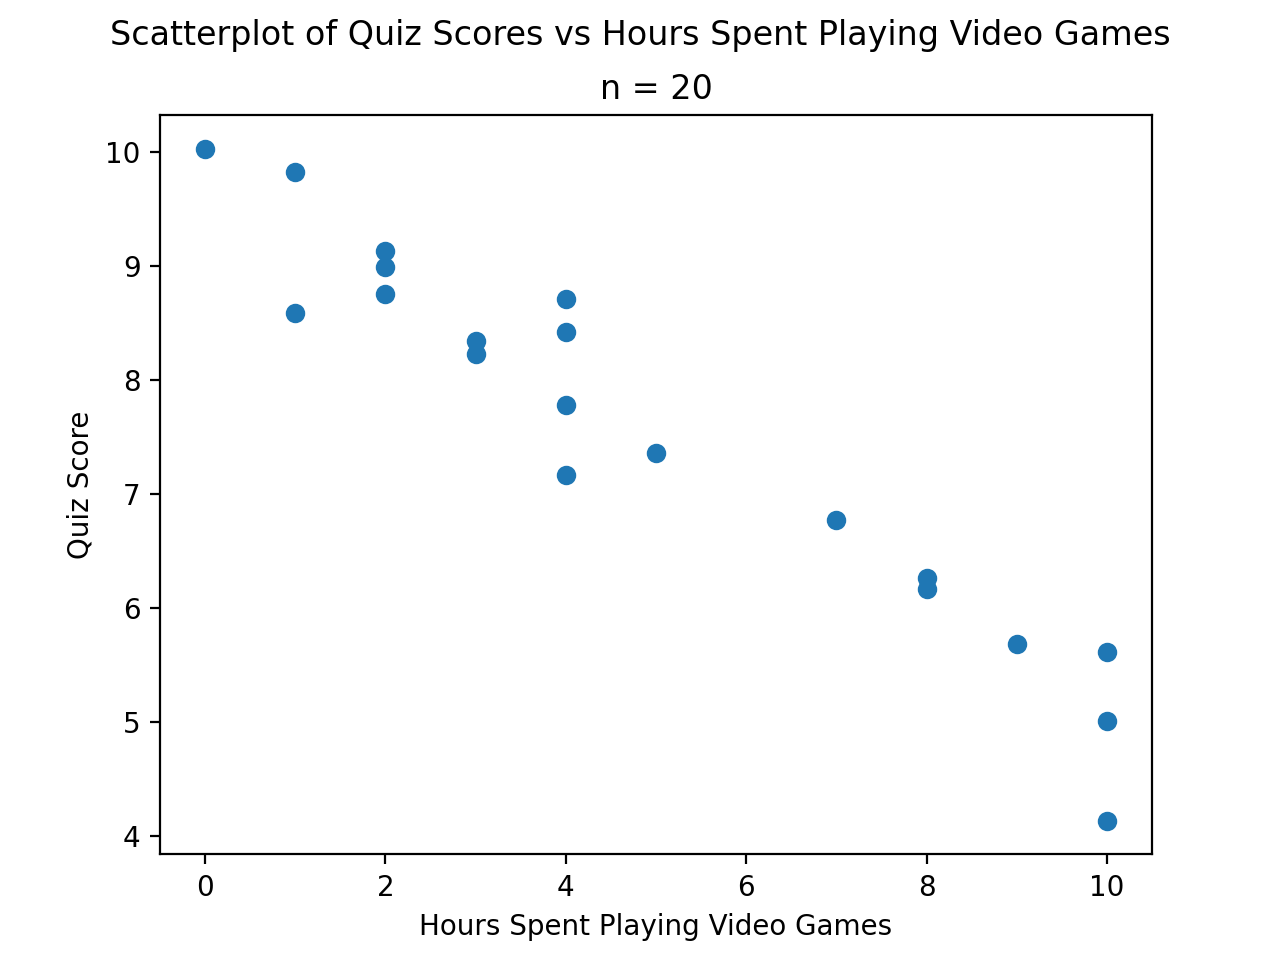 Scatterplot of Quiz Scores vs Hours Spent Playing Video Games
n = 20
10
9
8
7
6
5
4
Quiz Score
0 2 4 6 8 10
Hours Spent Playing Video Games